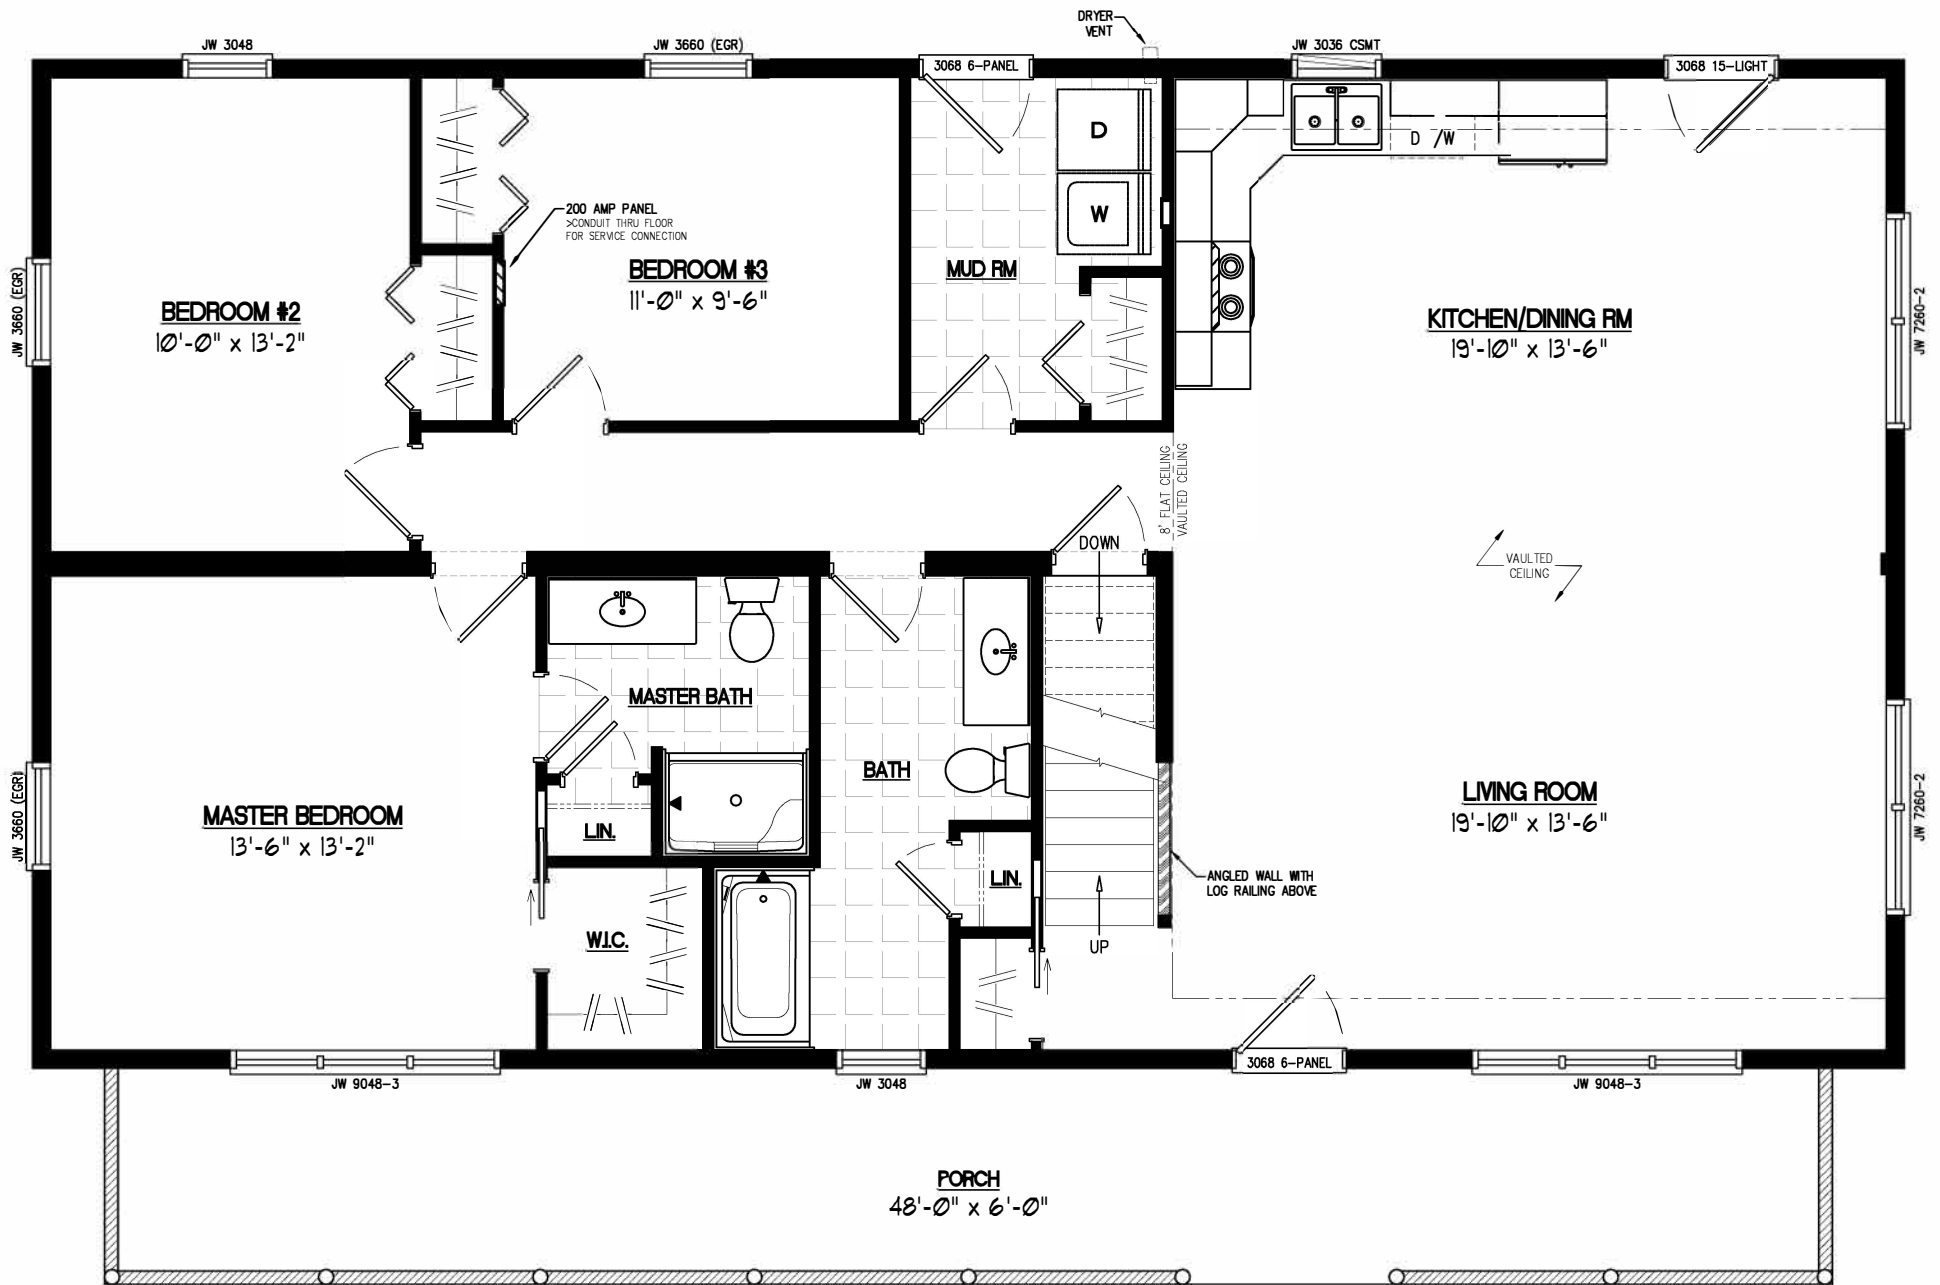 DRYER
VENT
JW 3048
JW 3660 (EGR)
3068 6-PANEL
JW 3036 CSMT
3068 15-LIGHT
D
D /W
W
200 AMP PANEL
>CONDUIT THRU FLOOR
FOR SERVICE CONNECTION
BEDROOM #3
11'-0" x 9'-6"
MUD RM
JW 3660 (EGR)
BEDROOM #2
10'-0" x 13'-2"
KITCHEN/DINING RM
19'-10" x 13'-6"
JW 7260-2
8' FLAT CEILING
VAULTED CEILING
DOWN
VAULTED
CEILING
MASTER BATH
BATH
MASTER BEDROOM
13'-6" x 13'-2"
JW 3660 (EGR)
LIN.
LIVING ROOM
19'-10" x 13'-6"
JW 7260-2
LIN.
ANGLED WALL WITH
LOG RAILING ABOVE
W.I.C.
UP
3068 6-PANEL
JW 9048-3
JW 3048
JW 9048-3
PORCH
48'-0" x 6'-0"